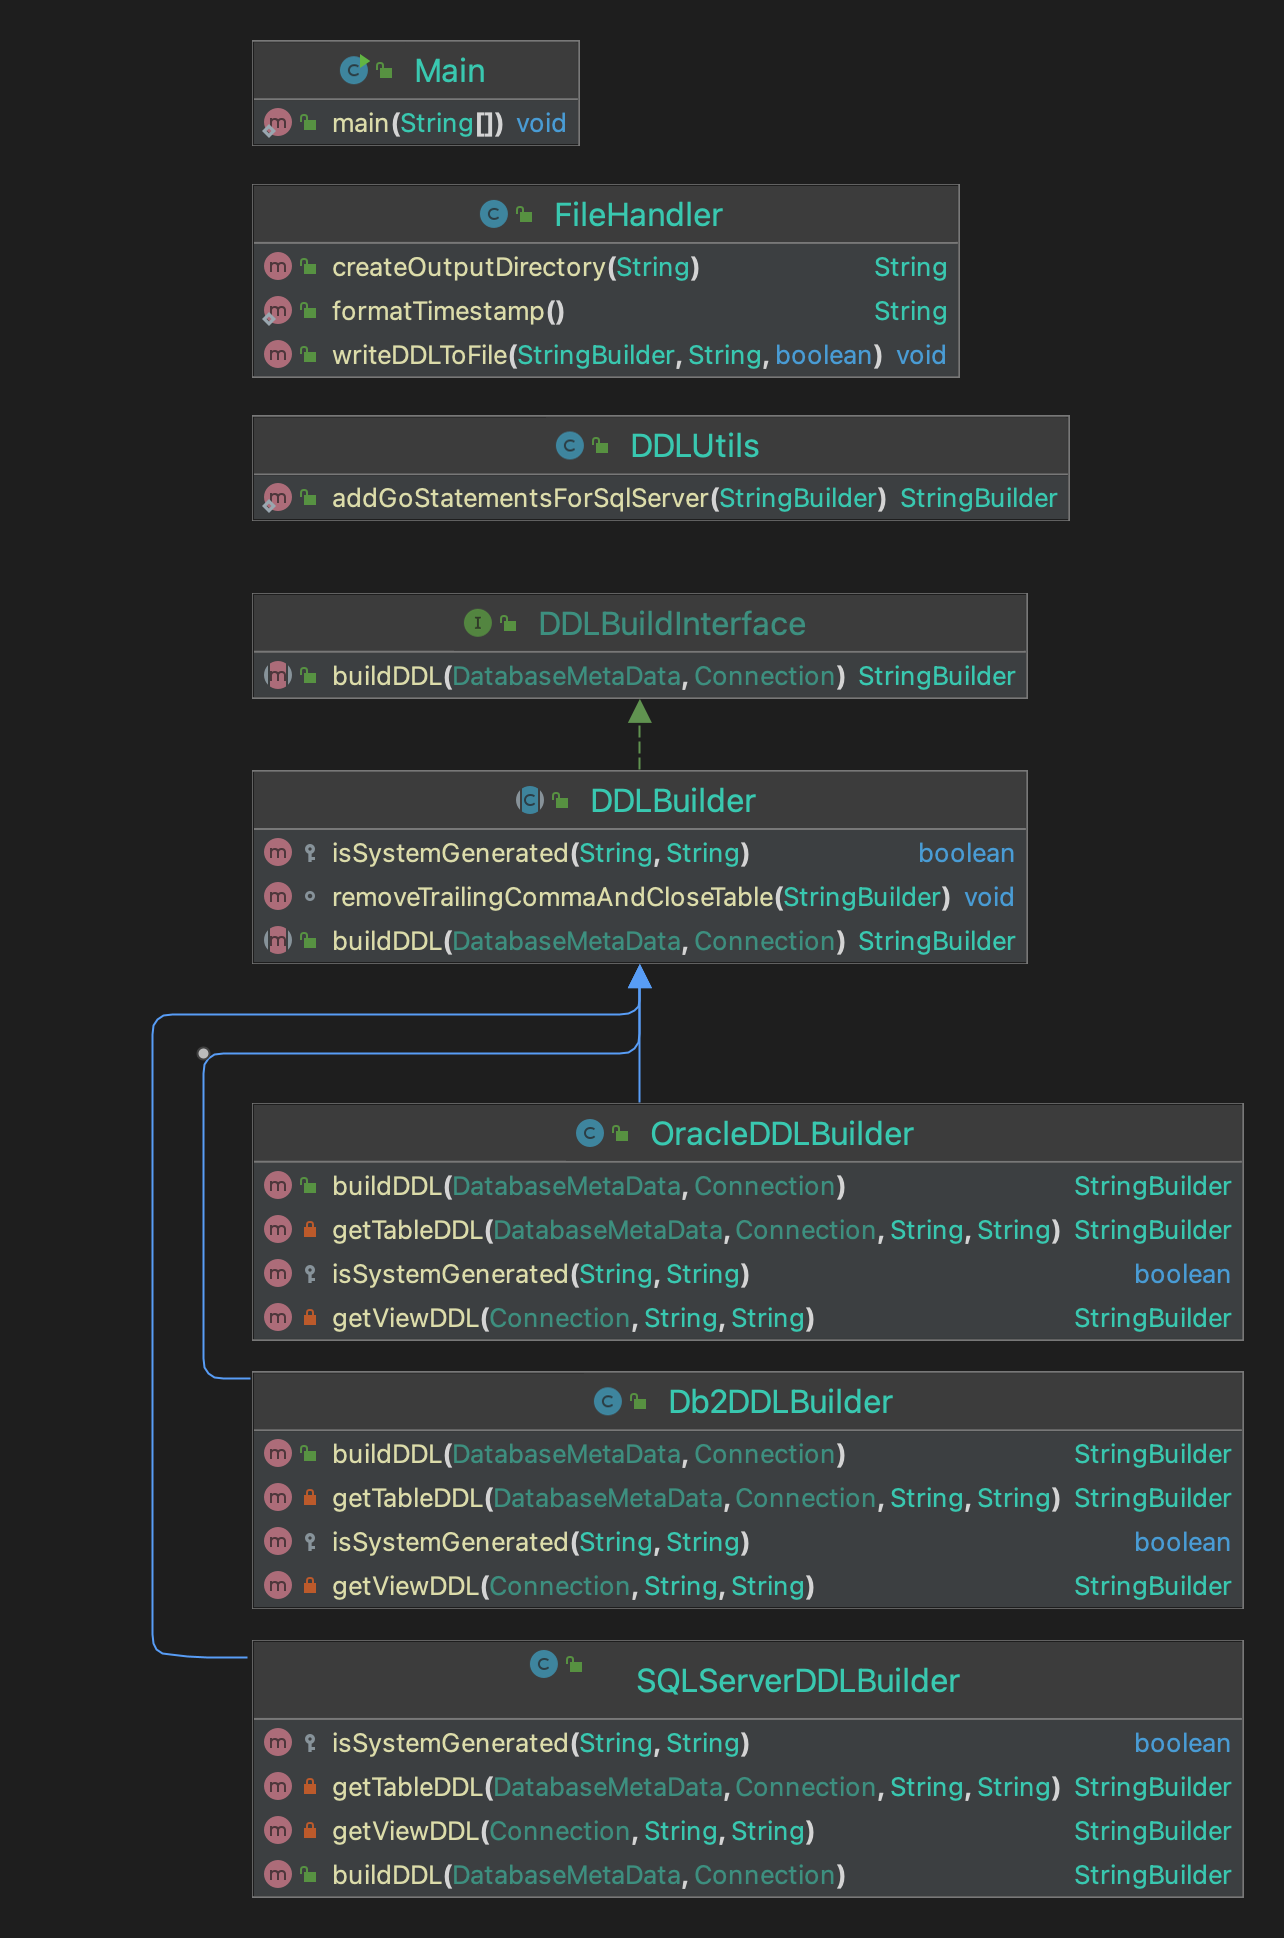 Main
main(String[]) void
FileHandler
createOutputDirectory(String) String
formatTimestamp() String
writeDDLToFile(StringBuilder, String, boolean) void
DDLUtils
addGoStatementsForSqlServer(StringBuilder) StringBuilder
DDLBuildInterface
buildDDL(DatabaseMetaData, Connection) StringBuilder
DDLBuilder
isSystemGenerated(String, String) boolean
removeTrailingCommaAndCloseTable(StringBuilder) void
buildDDL(DatabaseMetaData, Connection) StringBuilder
OracleDDLBuilder
buildDDL(DatabaseMetaData, Connection) StringBuilder
getTableDDL(DatabaseMetaData, Connection, String, String) StringBuilder
isSystemGenerated(String, String) boolean
getViewDDL(Connection, String, String) StringBuilder
Db2DDLBuilder
buildDDL(DatabaseMetaData, Connection) StringBuilder
getTableDDL(DatabaseMetaData, Connection, String, String) StringBuilder
isSystemGenerated(String, String) boolean
getViewDDL(Connection, String, String) StringBuilder
SQLServerDDLBuilder
isSystemGenerated(String, String) boolean
getTableDDL(DatabaseMetaData, Connection, String, String) StringBuilder
getViewDDL(Connection, String, String) StringBuilder
buildDDL(DatabaseMetaData, Connection) StringBuilder